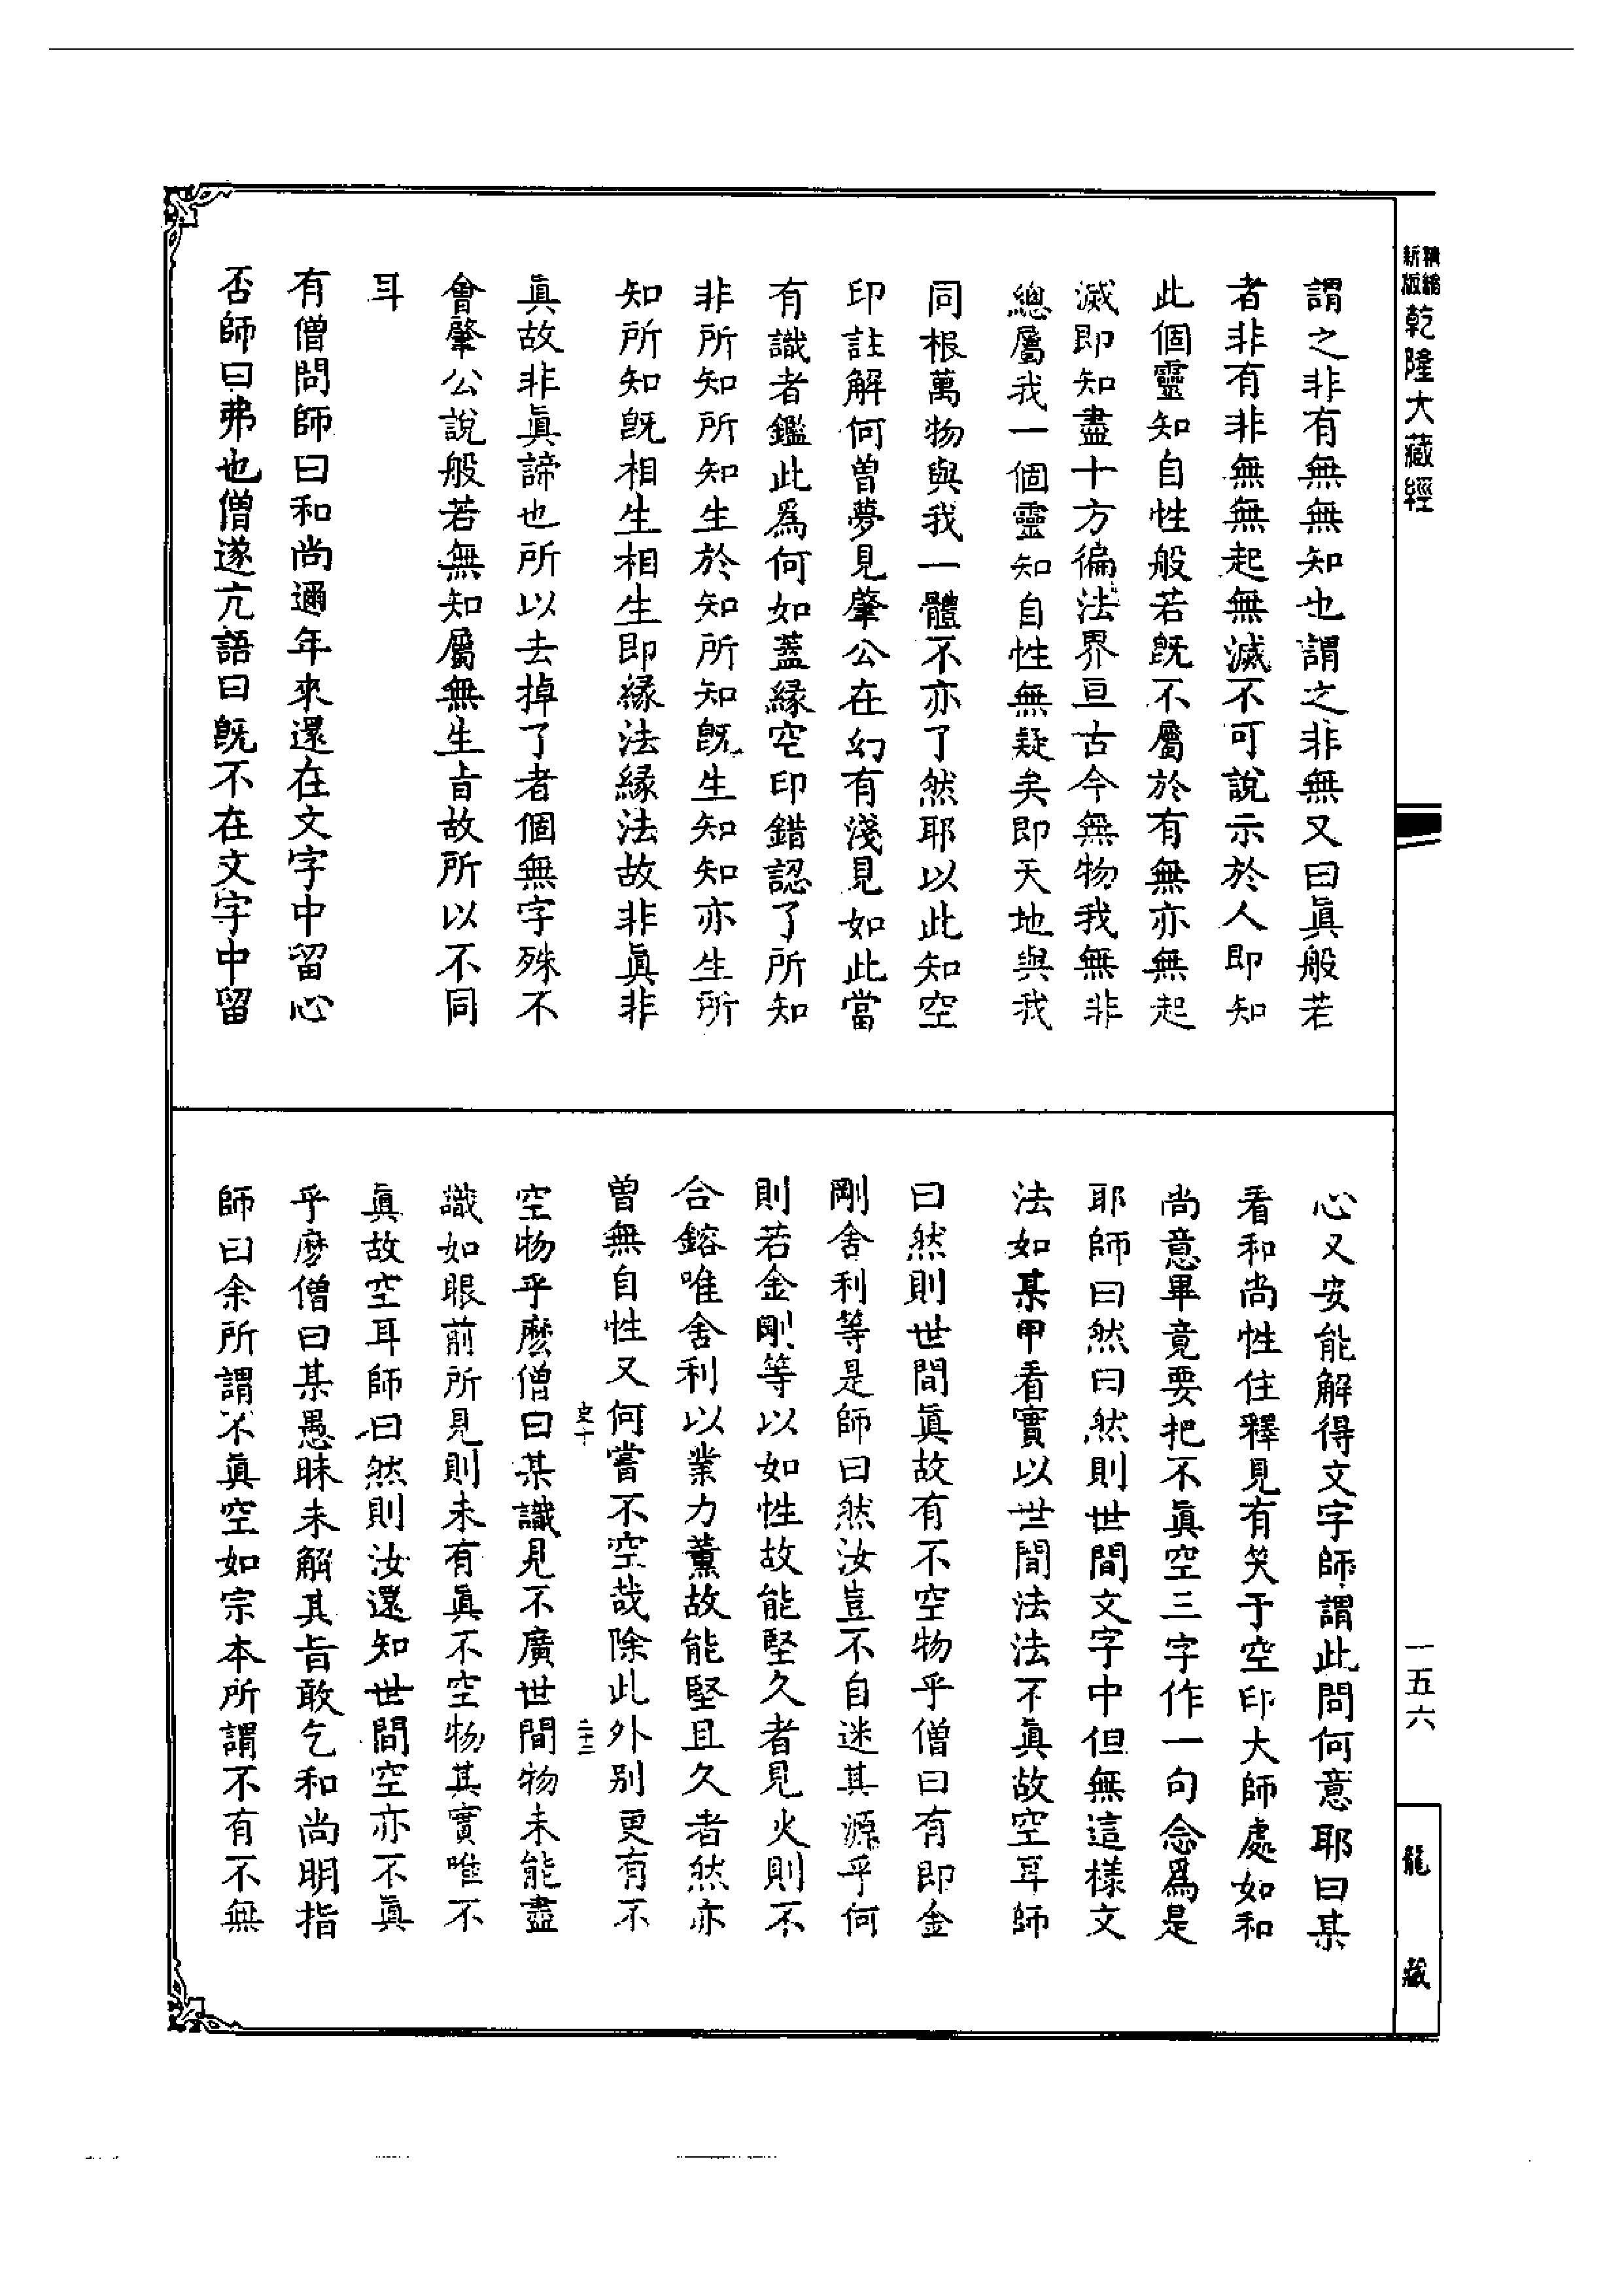 精縮
新版
乾隆大藏經
謂之非有無無知也謂之非無又曰眞般若
者非有非無無起無滅不可說示於人即知
此個靈知自性般若旣不屬於有無亦無起
滅即知盡十方徧法界亘古今無物我無非
總屬我一個靈知自性無疑矣即天地與我
同根萬物與我一體不亦了然耶以此知空
印註解何曾夢見肇公在幻有淺見如此當
有識者鑑此爲何如葢緣空印錯認了所知
非所知所知生於知所知旣生知知亦生所
知所知旣相生相生即緣法緣法故非眞非
眞故非眞諦也所以去掉了者個無字殊不
會肇公說般若無知屬無生旨故所以不同
耳
有僧問師曰和尚邇年來還在文字中留心
否師曰弗也僧遂亢語曰旣不在文字中留
心又安能解得文字師謂此問何意耶曰某
看和尚性住釋見有笑于空印大師處如和
尚意畢竟要把不眞空三字作一句念爲是
耶師曰然曰然則世間文字中但無這樣文
法如某甲看實以世間法法不眞故空耳師
曰然則世間眞故有不空物乎僧曰有即金
剛舍利等是師曰然汝豈不自迷其源乎何
則若金剛等以如性故能堅久者見火則不
合鎔唯舍利以業力薰故能堅且久者然亦
曾無自性又何嘗不空哉除此外別更有不
史十
二十二
空物乎麼僧曰某識見不廣世間物未能盡
識如眼前所見則未有眞不空物其實唯不
眞故空耳師曰然則汝還知世間空亦不眞
乎麼僧曰某愚昧未解其旨敢乞和尚明指
師曰余所謂不眞空如宗本所謂不有不無
一五六
龍藏